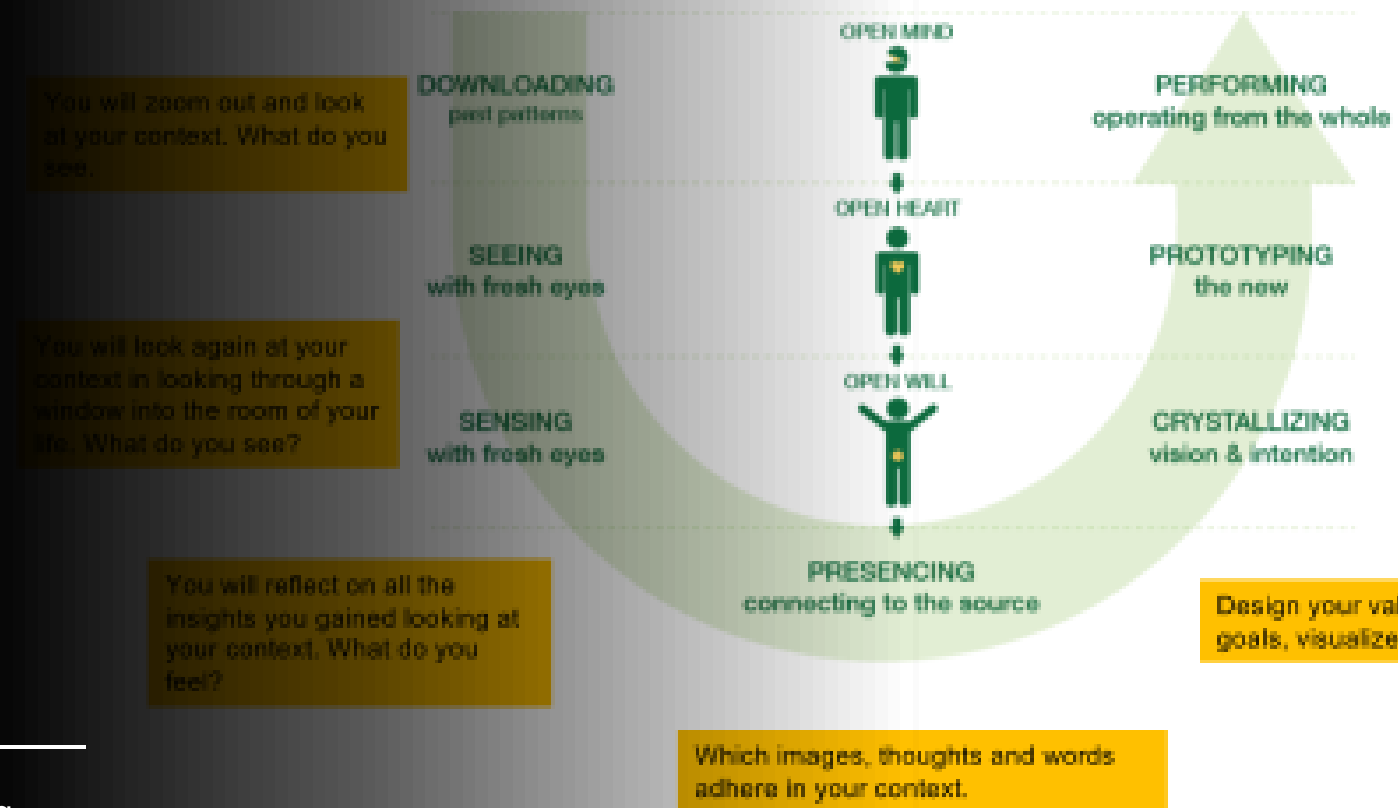 OPEN MIND
DOWNLOADING
past patterns
PERFORMING
operating from the whole
You will zoom out and look
at your context. What do you
see.
OPEN HEART
SEEING
with fresh eyes
PROTOTYPING
the new
You will look again at your
context in looking through a
window into the room of your
life. What do you see?
OPEN WILL
SENSING
with fresh eyes
CRYSTALLIZING
vision & intention
PRESENCING
connecting to the source
You will reflect on all the
insights you gained looking at
your context. What do you
feel?
Design your val
goals, visualize
Which images, thoughts and words
adhere in your context.